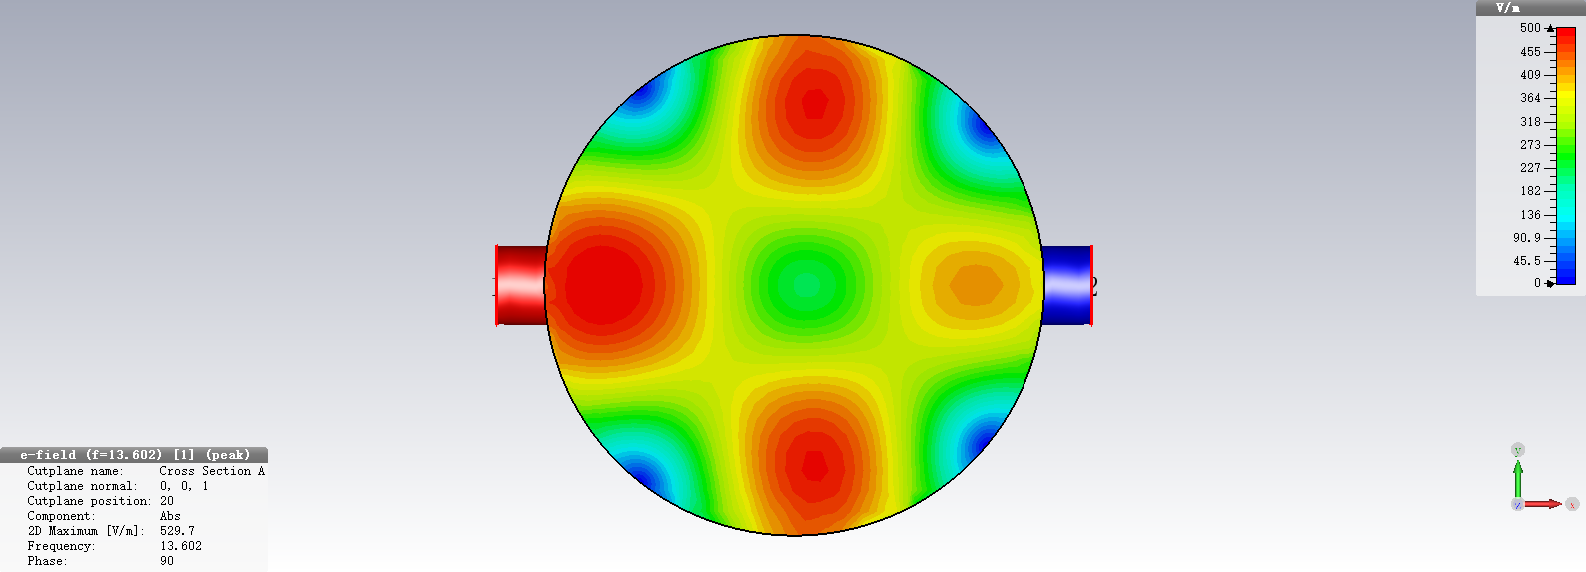 V/m
500
455
409
364
318
273
227
182
136
90.9
45.5
0
2
e-field (f=13.602) [1] (peak)
Cutplane name: Cross Section A
Cutplane normal: 0, 0, 1
Cutplane position: 20
Component: Abs
2D Maximum [V/m]: 529.7
Frequency: 13.602
Phase: 90
Y
Z
X